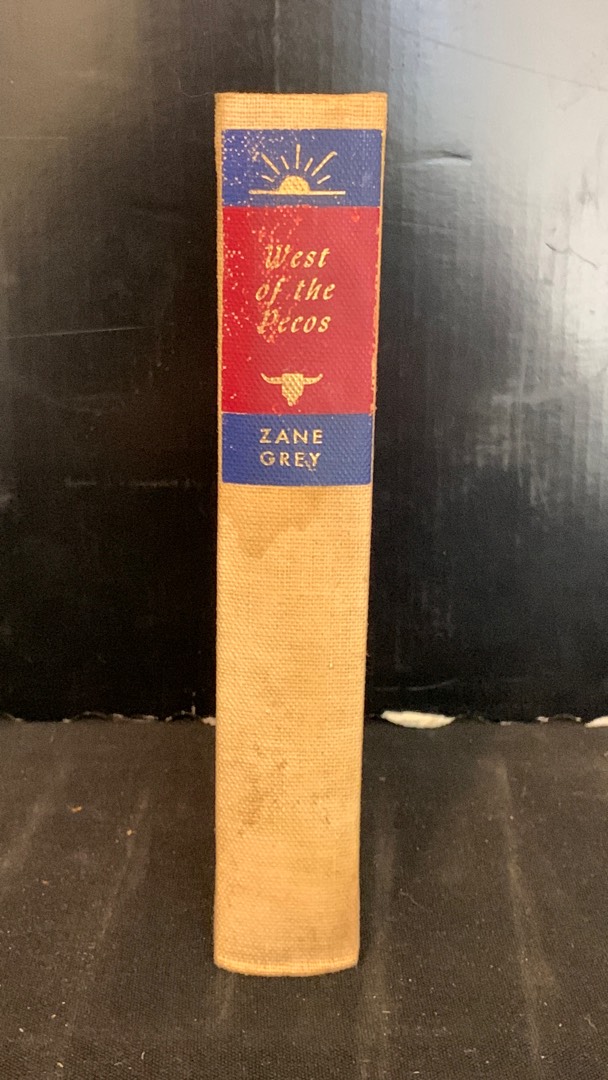 West
of the
Pecos
ZANE
GREY